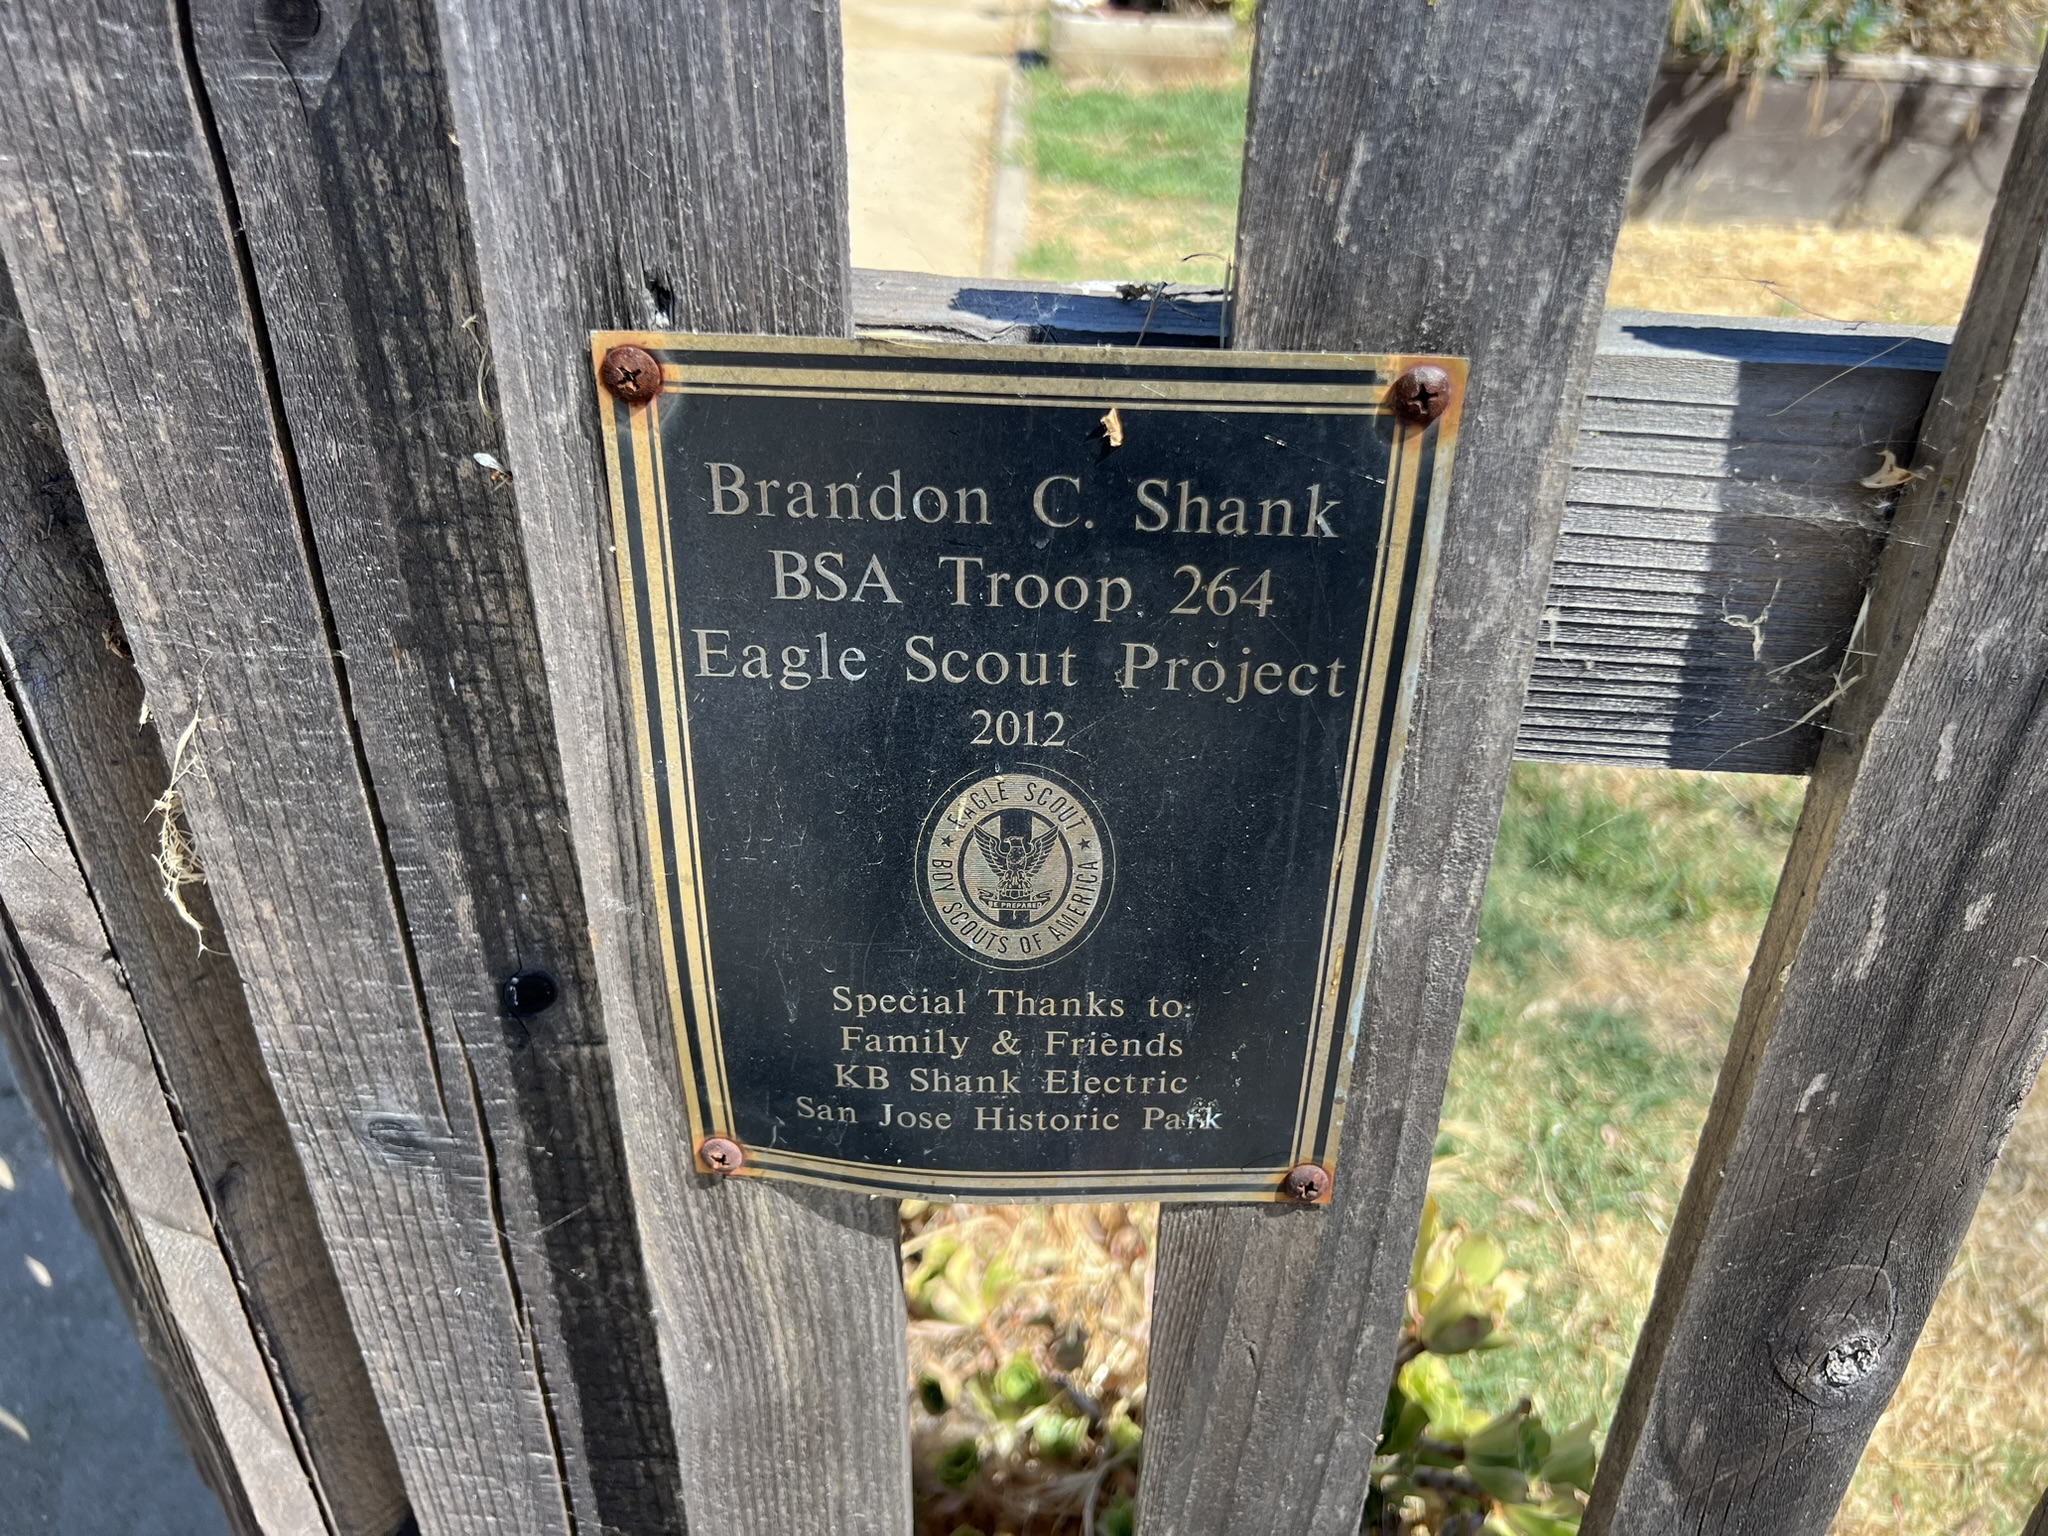 Brandon C. Shank
BSA Troop 264
Eagle Scout Project
2012
EAGLE SCOUT
BE PREPARED
BOY SCOUTS OF AMERICA
Special Thanks to:
Family & Friends
KB Shank Electric
San Jose Historic Park